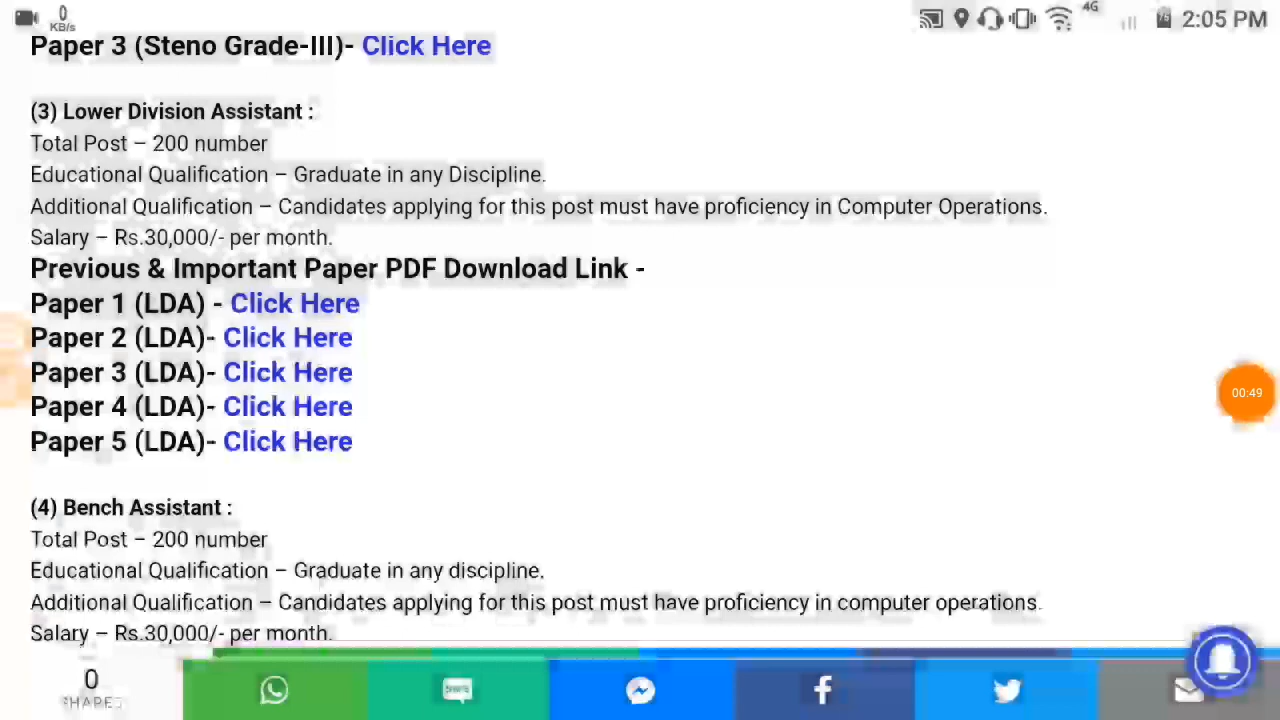 0
KB/s
4G
2:05 PM
Paper 3 (Steno Grade-III)- Click Here
(3) Lower Division Assistant :
Total Post – 200 number
Educational Qualification – Graduate in any Discipline.
Additional Qualification – Candidates applying for this post must have proficiency in Computer Operations.
Salary – Rs.30,000/- per month.
Previous & Important Paper PDF Download Link -
Paper 1 (LDA) - Click Here
Paper 2 (LDA)- Click Here
Paper 3 (LDA)- Click Here
00:49
Paper 4 (LDA)- Click Here
Paper 5 (LDA)- Click Here
(4) Bench Assistant :
Total Post – 200 number
Educational Qualification – Graduate in any discipline.
Additional Qualification – Candidates applying for this post must have proficiency in computer operations.
Salary – Rs.30,000/- per month.
0
SHARES